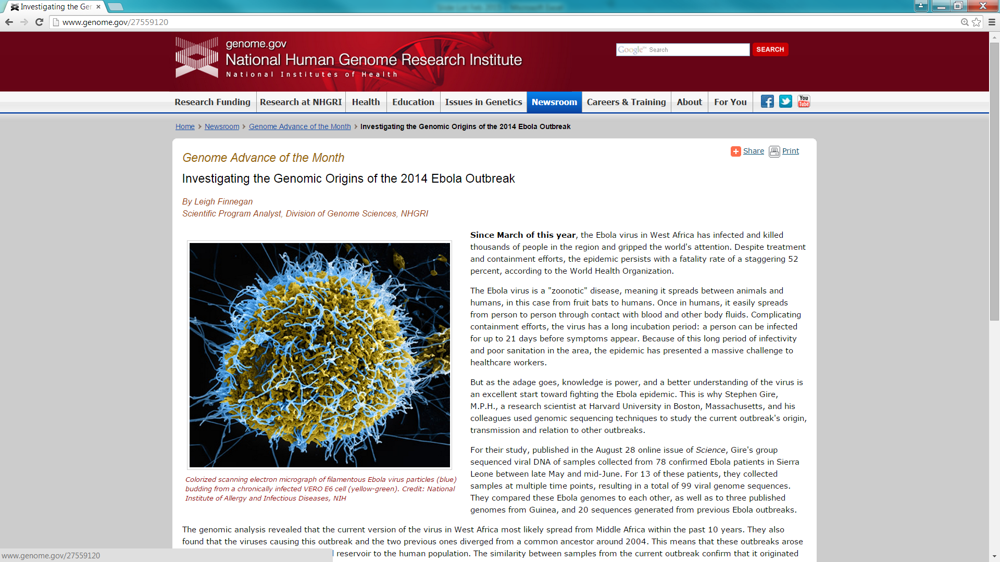 Investigating the Ger
www.genome.gov/27559120
genome.gov
National Human Genome Research Institute
National Institutes of Health
Google™ Search
SEARCH
Research Funding
Research at NHGRI
Health
Education
Issues in Genetics
Newsroom
Careers & Training
About
For You
You
Tube
Home Newsroom Genome Advance of the Month Investigating the Genomic Origins of the 2014 Ebola Outbreak
Share Print
Genome Advance of the Month
Investigating the Genomic Origins of the 2014 Ebola Outbreak
By Leigh Finnegan
Scientific Program Analyst, Division of Genome Sciences, NHGRI
Since March of this year, the Ebola virus in West Africa has infected and killed
thousands of people in the region and gripped the world's attention. Despite treatment
and containment efforts, the epidemic persists with a fatality rate of a staggering 52
percent, according to the World Health Organization.
The Ebola virus is a "zoonotic" disease, meaning it spreads between animals and
humans, in this case from fruit bats to humans. Once in humans, it easily spreads
from person to person through contact with blood and other body fluids. Complicating
containment efforts, the virus has a long incubation period: a person can be infected
for up to 21 days before symptoms appear. Because of this long period of infectivity
and poor sanitation in the area, the epidemic has presented a massive challenge to
healthcare workers.
But as the adage goes, knowledge is power, and a better understanding of the virus is
an excellent start toward fighting the Ebola epidemic. This is why Stephen Gire,
M.P.H., a research scientist at Harvard University in Boston, Massachusetts, and his
colleagues used genomic sequencing techniques to study the current outbreak's origin,
transmission and relation to other outbreaks.
For their study, published in the August 28 online issue of Science, Gire's group
sequenced viral DNA of samples collected from 78 confirmed Ebola patients in Sierra
Leone between late May and mid-June. For 13 of these patients, they collected
samples at multiple time points, resulting in a total of 99 viral genome sequences.
They compared these Ebola genomes to each other, as well as to three published
genomes from Guinea, and 20 sequences generated from previous Ebola outbreaks.
Colorized scanning electron micrograph of filamentous Ebola virus particles (blue)
budding from a chronically infected VERO E6 cell (yellow-green). Credit: National
Institute of Allergy and Infectious Diseases, NIH
The genomic analysis revealed that the current version of the virus in West Africa most likely spread from Middle Africa within the past 10 years. They also
found that the viruses causing this outbreak and the two previous ones diverged from a common ancestor around 2004. This means that these outbreaks arose
reservoir to the human population. The similarity between samples from the current outbreak confirm that it originated
www.genome.gov/27559120